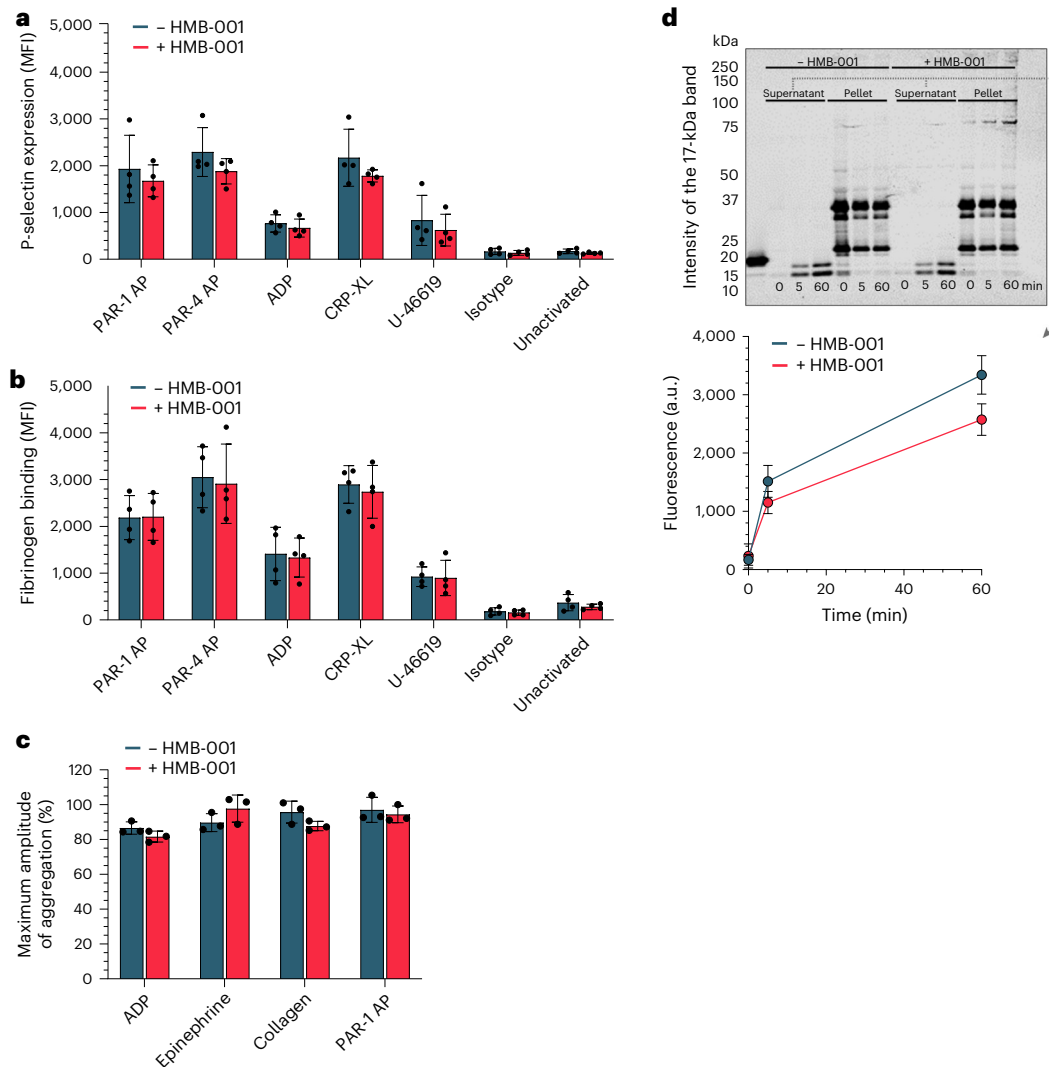 a
P-selectin expression (MFI)
5,000
4,000
3,000
2,000
1,000
0
– HMB-001
+ HMB-001
PAR-1 AP
PAR-4 AP
ADP
CRP-XL
U-46619
Isotype
Unactivated
b
Fibrinogen binding (MFI)
5,000
4,000
3,000
2,000
1,000
0
– HMB-001
+ HMB-001
PAR-1 AP
PAR-4 AP
ADP
CRP-XL
U-46619
Isotype
Unactivated
c
Maximum amplitude
of aggregation (%)
120
100
80
60
40
20
0
– HMB-001
+ HMB-001
ADP
Epinephrine
Collagen
PAR-1 AP
d
Intensity of the 17-kDa band
kDa
250
150
100
75
50
37
25
20
15
10
– HMB-001 + HMB-001
Supernatant Pellet Supernatant Pellet
0 5 60 0 5 60 0 5 60 0 5 60 min
Fluorescence (a.u.)
4,000
3,000
2,000
1,000
0
– HMB-001
+ HMB-001
0 20 40 60
Time (min)